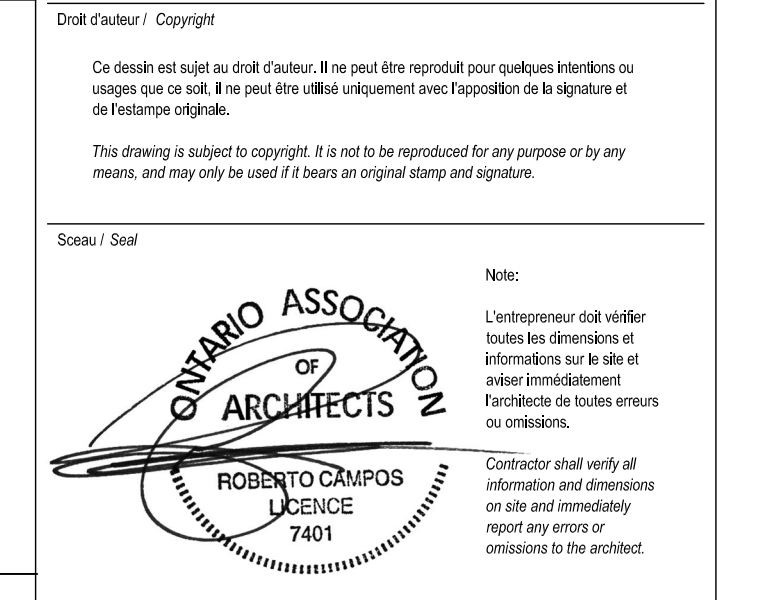 Droit d'auteur / Copyright
Ce dessin est sujet au droit d'auteur. Il ne peut être reproduit pour quelques intentions ou
usages que ce soit, il ne peut être utilisé uniquement avec l'apposition de la signature et
de l'estampe originale.
This drawing is subject to copyright. It is not to be reproduced for any purpose or by any
means, and may only be used if it bears an original stamp and signature.
Sceau / Seal
ONTARIO ASSOCIATION
OF
ARCHITECTS
ROBERTO CAMPOS
LICENCE
7401
Note:
L'entrepreneur doit vérifier
toutes les dimensions et
informations sur le site et
aviser immédiatement
l'architecte de toutes erreurs
ou omissions.
Contractor shall verify all
information and dimensions
on site and immediately
report any errors or
omissions to the architect.